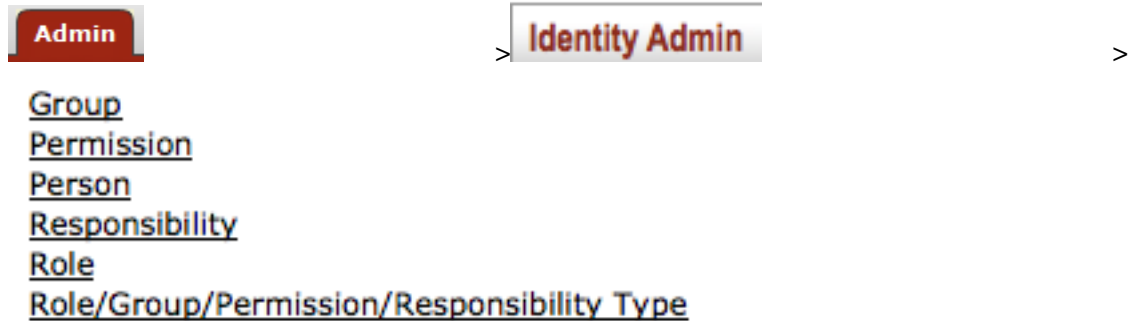 Admin > Identity Admin >
Group
Permission
Person
Responsibility
Role
Role/Group/Permission/Responsibility Type